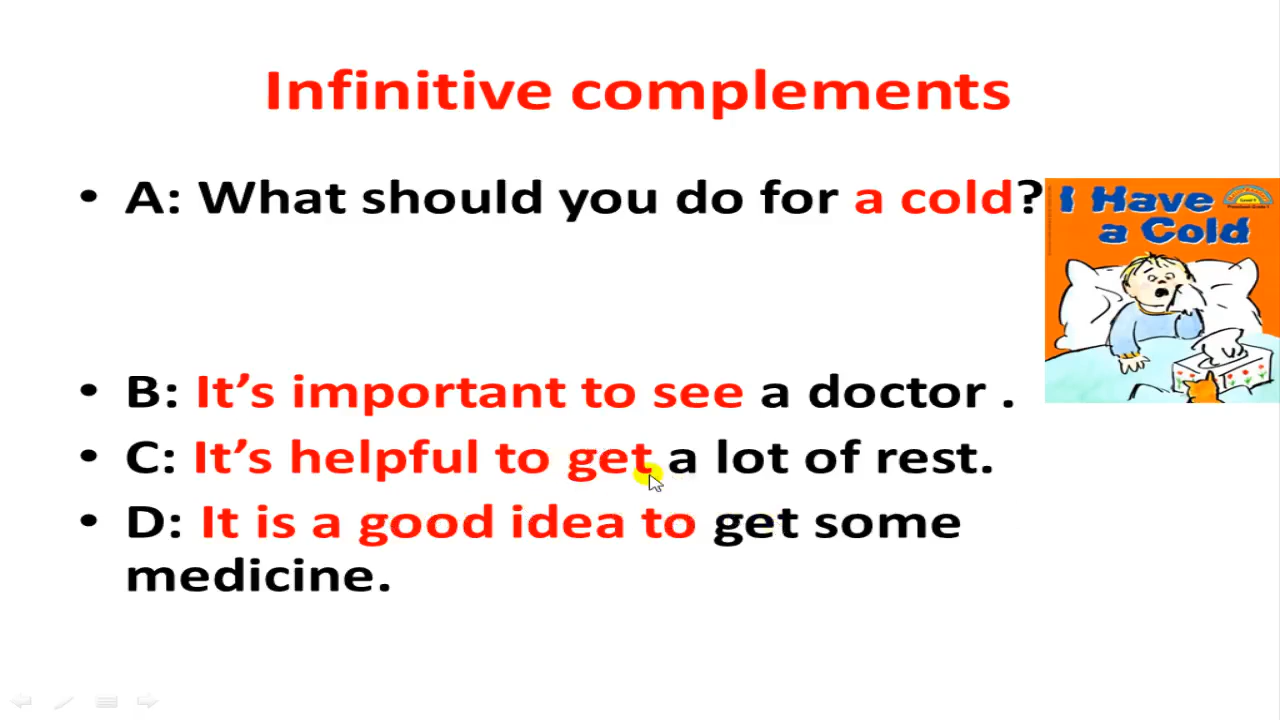 Infinitive complements
• A: What should you do for a cold?
I Have
a Cold
• B: It’s important to see a doctor .
• C: It’s helpful to get a lot of rest.
• D: It is a good idea to get some
medicine.